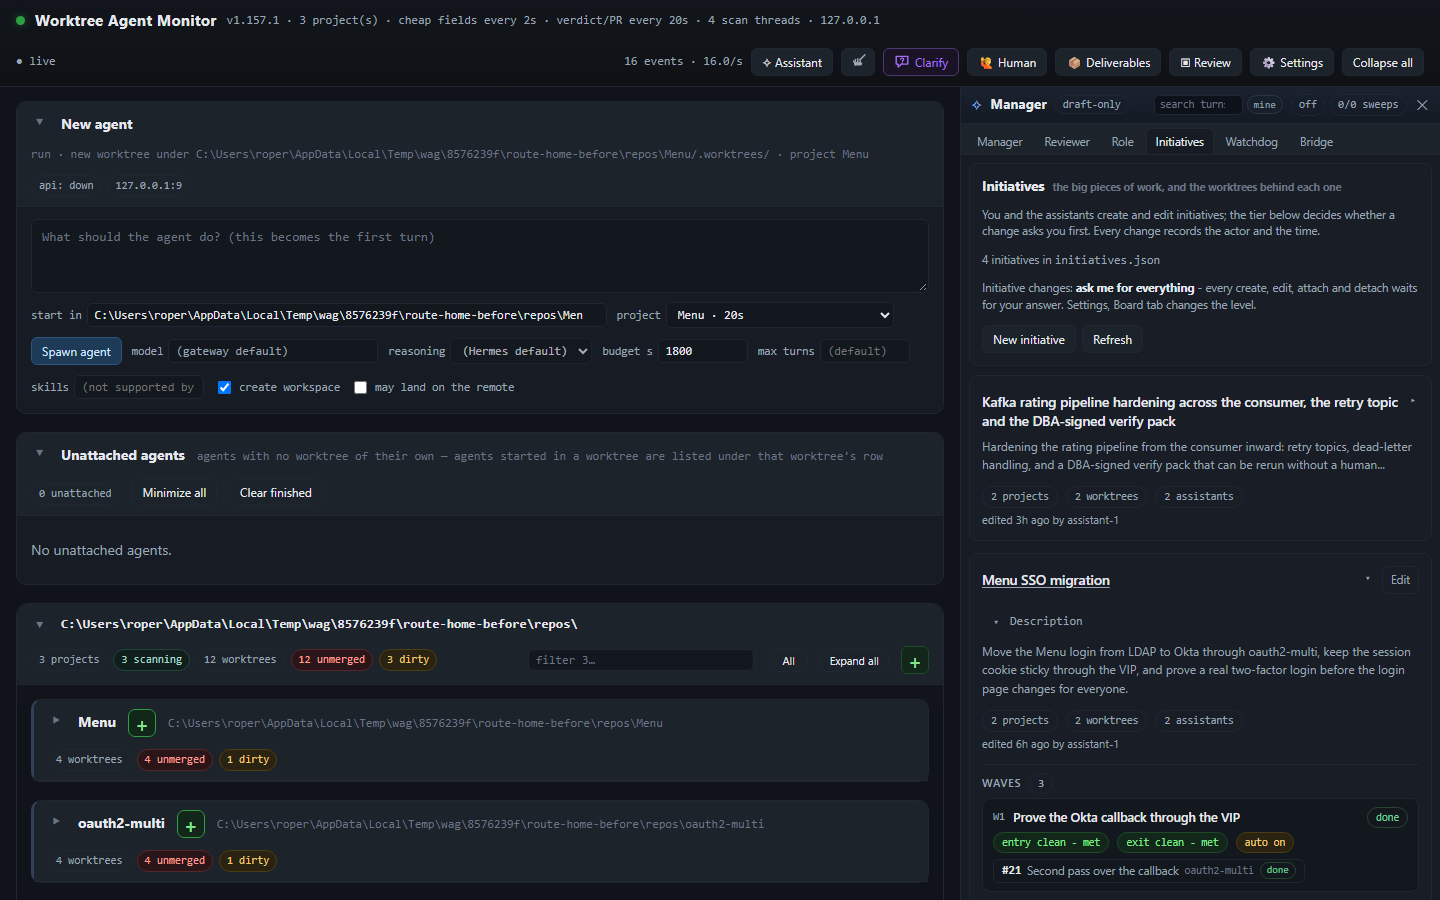 Worktree Agent Monitor v1.157.1 · 3 project(s) · cheap fields every 2s · verdict/PR every 20s · 4 scan threads · 127.0.0.1
live
16 events · 16.0/s
Assistant
Clarify
Human
Deliverables
Review
Settings
Collapse all
New agent
run · new worktree under C:\Users\roper\AppData\Local\Temp\wag\8576239f\route-home-before\repos\Menu/.worktrees/ · project Menu
api: down 127.0.0.1:9
What should the agent do? (this becomes the first turn)
start in C:\Users\roper\AppData\Local\Temp\wag\8576239f\route-home-before\repos\Men project Menu · 20s
Spawn agent model (gateway default) reasoning (Hermes default) budget s 1800 max turns (default)
skills (not supported by create workspace may land on the remote
Unattached agents agents with no worktree of their own — agents started in a worktree are listed under that worktree's row
0 unattached Minimize all Clear finished
No unattached agents.
C:\Users\roper\AppData\Local\Temp\wag\8576239f\route-home-before\repos\
3 projects 3 scanning 12 worktrees 12 unmerged 3 dirty filter 3… All Expand all +
Menu + C:\Users\roper\AppData\Local\Temp\wag\8576239f\route-home-before\repos\Menu
4 worktrees 4 unmerged 1 dirty
oauth2-multi + C:\Users\roper\AppData\Local\Temp\wag\8576239f\route-home-before\repos\oauth2-multi
4 worktrees 4 unmerged 1 dirty
Manager draft-only search turn: mine off 0/0 sweeps
Manager Reviewer Role Initiatives Watchdog Bridge
Initiatives the big pieces of work, and the worktrees behind each one
You and the assistants create and edit initiatives; the tier below decides whether a
change asks you first. Every change records the actor and the time.
4 initiatives in initiatives.json
Initiative changes: ask me for everything - every create, edit, attach and detach waits
for your answer. Settings, Board tab changes the level.
New initiative Refresh
Kafka rating pipeline hardening across the consumer, the retry topic
and the DBA-signed verify pack
Hardening the rating pipeline from the consumer inward: retry topics, dead-letter
handling, and a DBA-signed verify pack that can be rerun without a human…
2 projects 2 worktrees 2 assistants
edited 3h ago by assistant-1
Menu SSO migration Edit
Description
Move the Menu login from LDAP to Okta through oauth2-multi, keep the session
cookie sticky through the VIP, and prove a real two-factor login before the login
page changes for everyone.
2 projects 2 worktrees 2 assistants
edited 6h ago by assistant-1
WAVES 3
W1 Prove the Okta callback through the VIP done
entry clean - met exit clean - met auto on
#21 Second pass over the callback oauth2-multi done